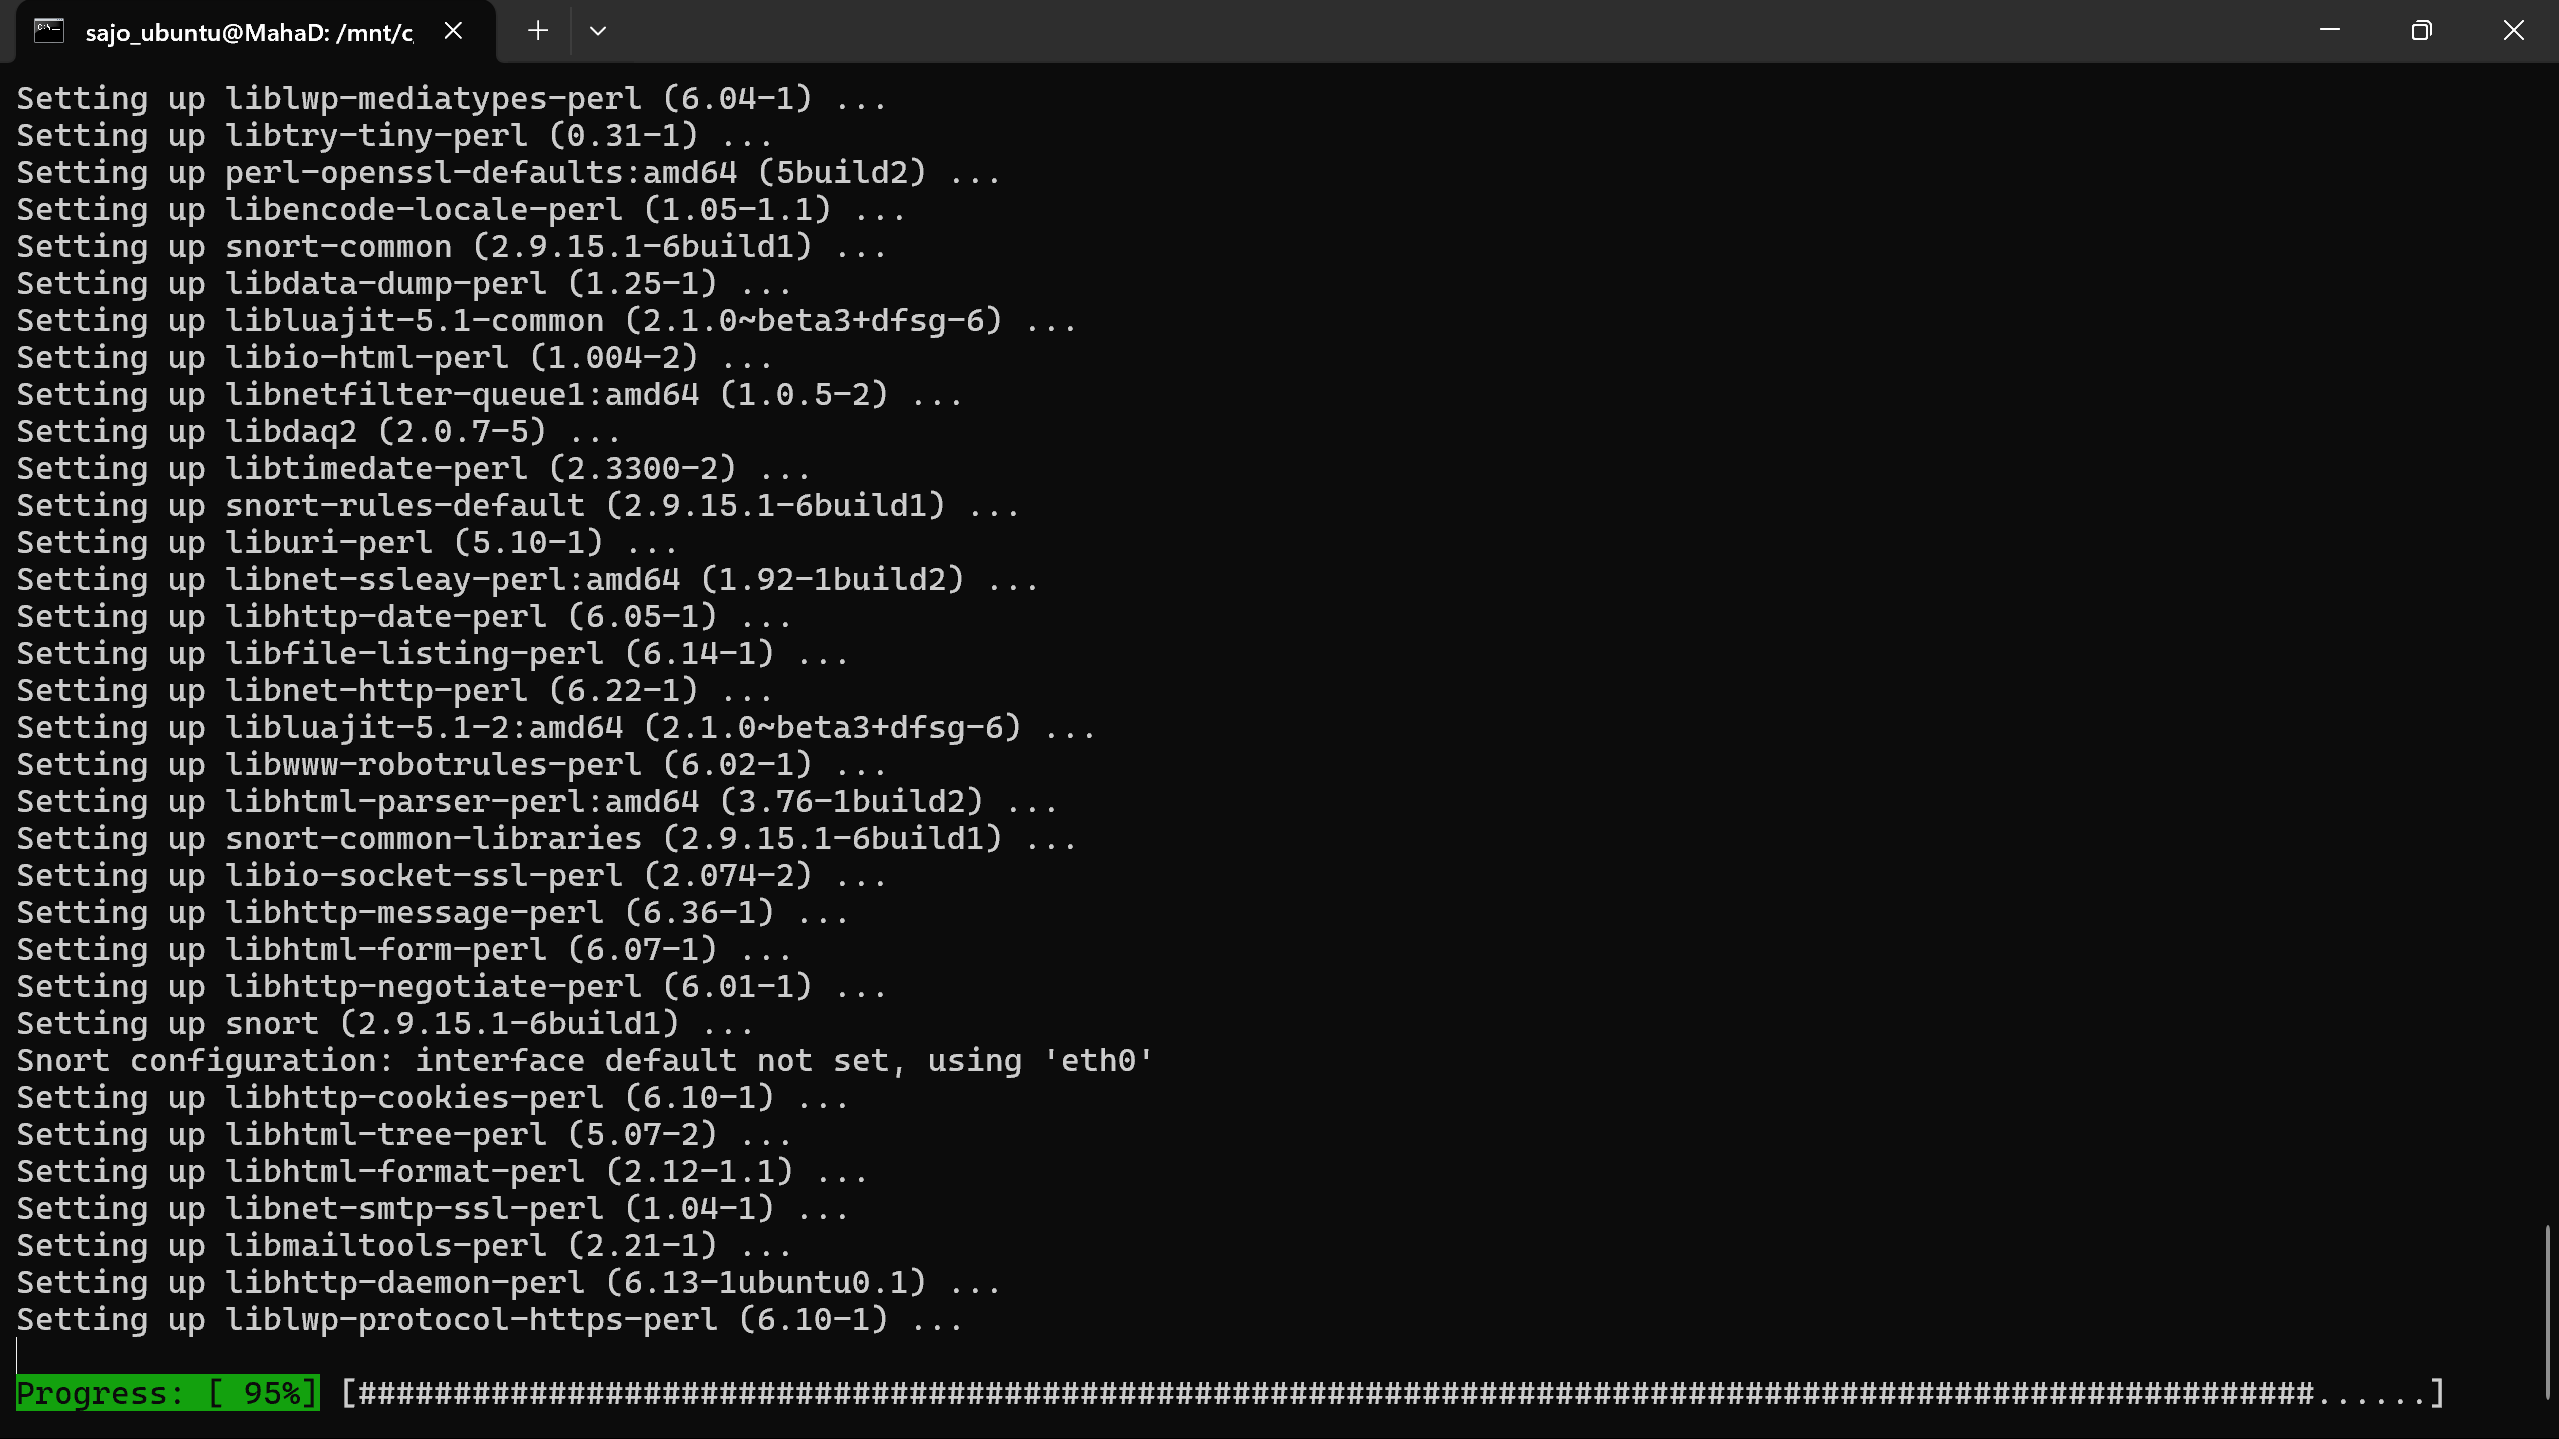 sajo_ubuntu@MahaD: /mnt/c
Setting up liblwp-mediatypes-perl (6.04-1) ...
Setting up libtry-tiny-perl (0.31-1) ...
Setting up perl-openssl-defaults:amd64 (5build2) ...
Setting up libencode-locale-perl (1.05-1.1) ...
Setting up snort-common (2.9.15.1-6build1) ...
Setting up libdata-dump-perl (1.25-1) ...
Setting up libluajit-5.1-common (2.1.0~beta3+dfsg-6) ...
Setting up libio-html-perl (1.004-2) ...
Setting up libnetfilter-queue1:amd64 (1.0.5-2) ...
Setting up libdaq2 (2.0.7-5) ...
Setting up libtimedate-perl (2.3300-2) ...
Setting up snort-rules-default (2.9.15.1-6build1) ...
Setting up liburi-perl (5.10-1) ...
Setting up libnet-ssleay-perl:amd64 (1.92-1build2) ...
Setting up libhttp-date-perl (6.05-1) ...
Setting up libfile-listing-perl (6.14-1) ...
Setting up libnet-http-perl (6.22-1) ...
Setting up libluajit-5.1-2:amd64 (2.1.0~beta3+dfsg-6) ...
Setting up libwww-robotrules-perl (6.02-1) ...
Setting up libhtml-parser-perl:amd64 (3.76-1build2) ...
Setting up snort-common-libraries (2.9.15.1-6build1) ...
Setting up libio-socket-ssl-perl (2.074-2) ...
Setting up libhttp-message-perl (6.36-1) ...
Setting up libhtml-form-perl (6.07-1) ...
Setting up libhttp-negotiate-perl (6.01-1) ...
Setting up snort (2.9.15.1-6build1) ...
Snort configuration: interface default not set, using 'eth0'
Setting up libhttp-cookies-perl (6.10-1) ...
Setting up libhtml-tree-perl (5.07-2) ...
Setting up libhtml-format-perl (2.12-1.1) ...
Setting up libnet-smtp-ssl-perl (1.04-1) ...
Setting up libmailtools-perl (2.21-1) ...
Setting up libhttp-daemon-perl (6.13-1ubuntu0.1) ...
Setting up liblwp-protocol-https-perl (6.10-1) ...
Progress: [ 95%] [#######################################################################################################......]